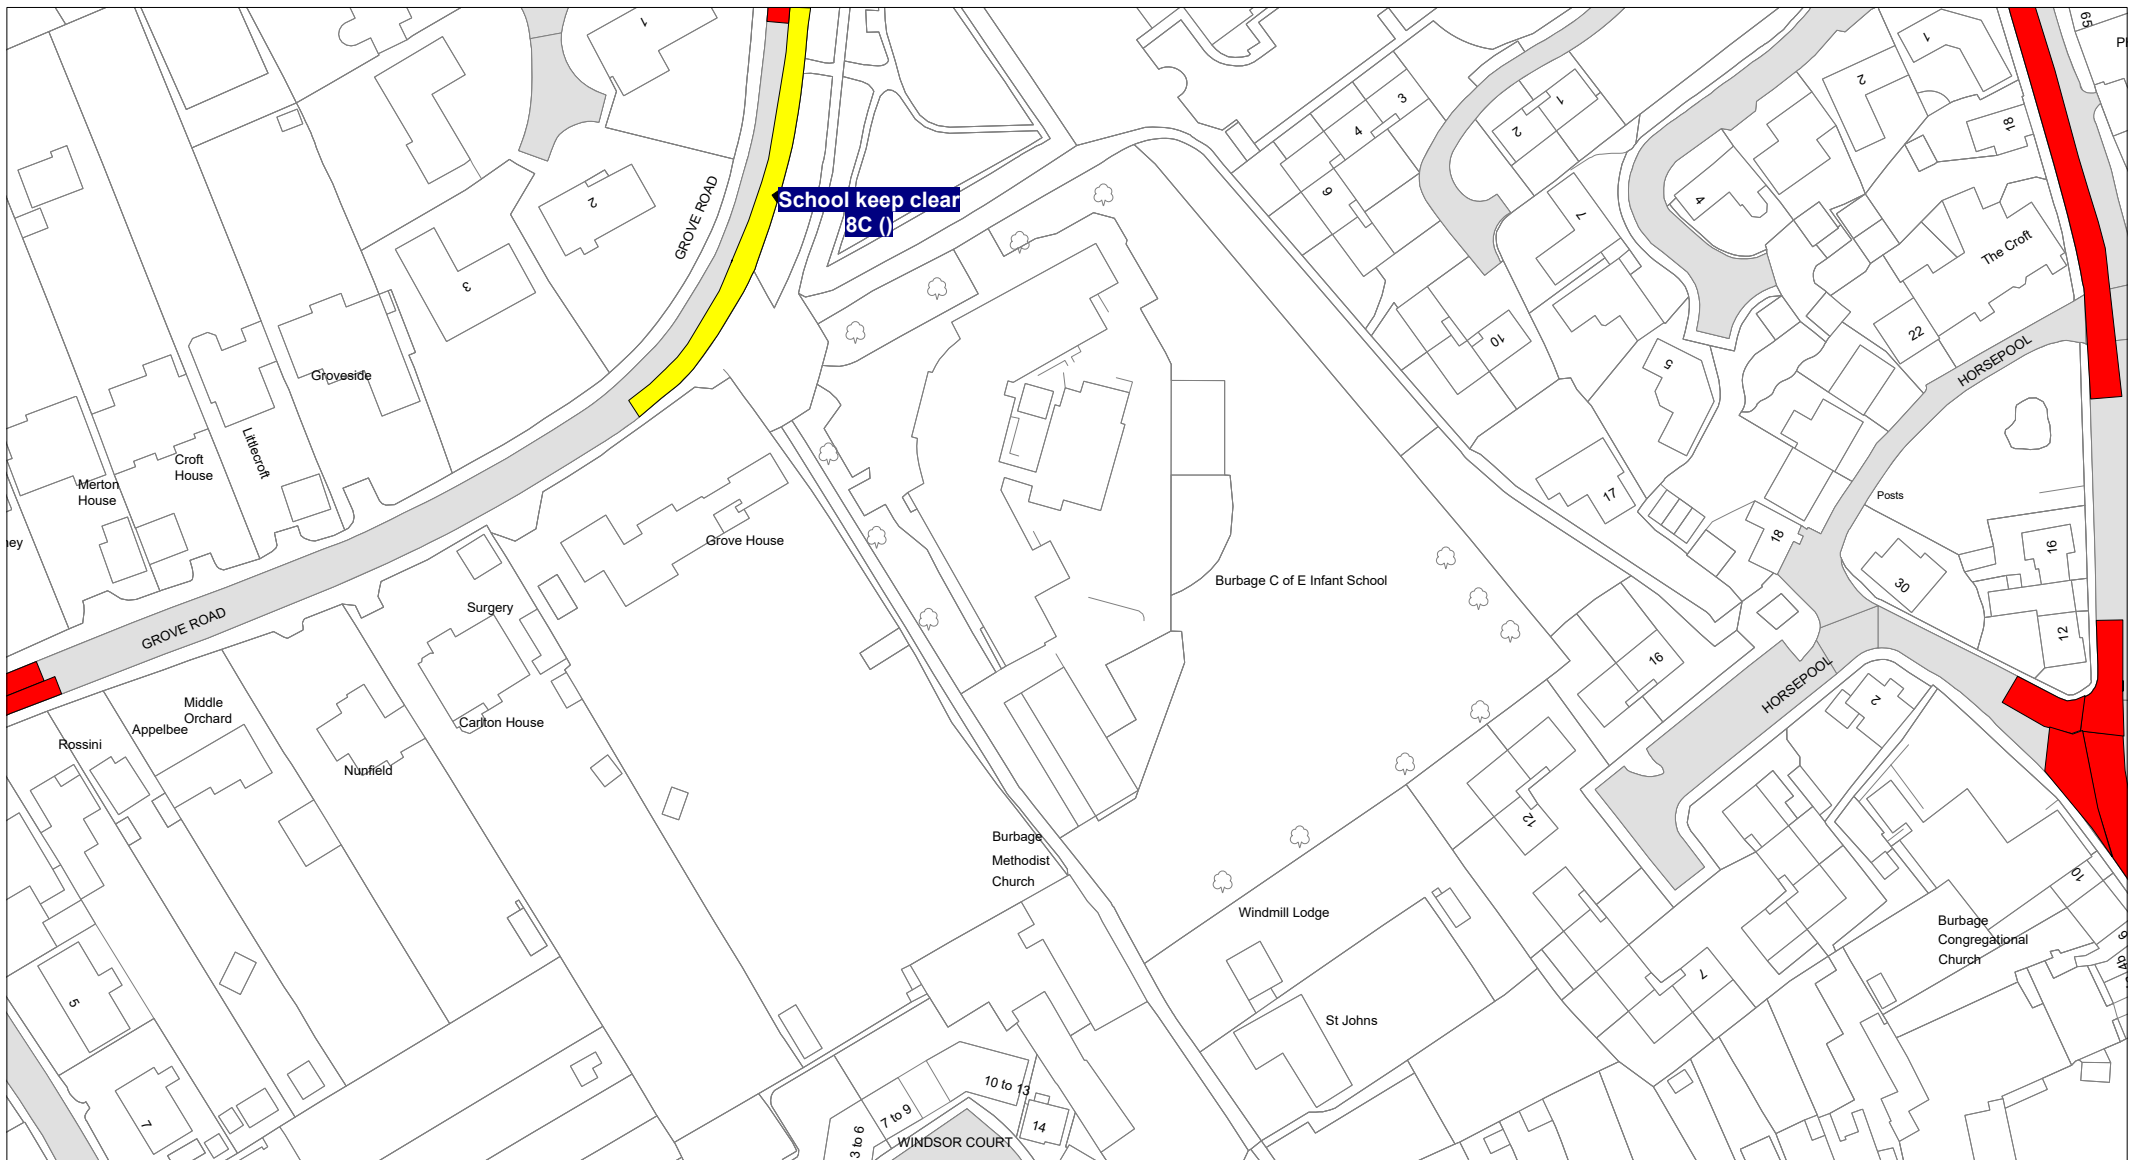 1
1
65
2
18
3
4
1
2
6
School keep clear
8C ()
GROVE ROAD
2
7
4
The Croft
3
22
HORSEPOOL
10
5
Groveside
Littlecroft
Croft
House
Merton
House
17
Posts
18
16
30
Grove House
Burbage C of E Infant School
Surgery
GROVE ROAD
12
16
HORSEPOOL
2
Middle
Orchard
Appelbee
Carlton House
Rossini
Nunfield
12
Burbage
Methodist
Church
10
Windmill Lodge
Burbage
Congregational
Church
7
5
St Johns
10 to 13
7 to 9
14
7
3 to 6
WINDSOR COURT